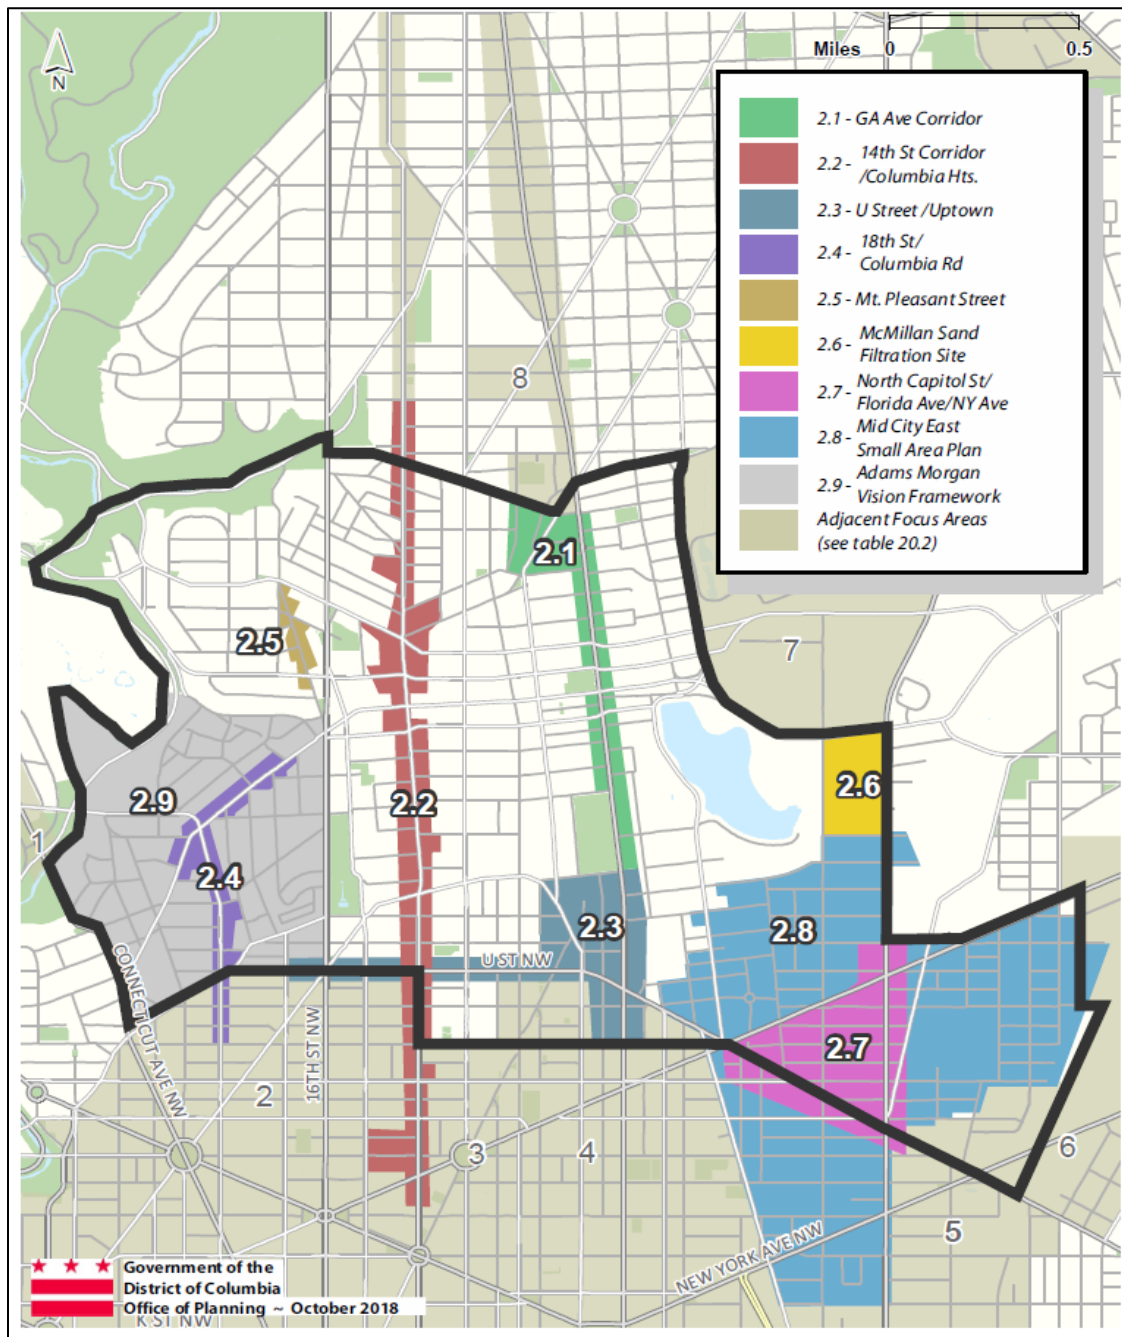 N
Miles 0 0.5
2.1 - GA Ave Corridor
2.2 - 14th St Corridor
/Columbia Hts.
2.3 - U Street /Uptown
2.4 - 18th St/
Columbia Rd
2.5 - Mt. Pleasant Street
2.6 - McMillan Sand
Filtration Site
2.7 - North Capitol St/
Florida Ave/NY Ave
2.8 - Mid City East
Small Area Plan
2.9 - Adams Morgan
Vision Framework
Adjacent Focus Areas
(see table 20.2)
8
2.1
2.5
7
2.9
2.2
2.6
1
2.4
2.3
2.8
U ST NW
CONNECTICUT AVE NW
16TH ST NW
2.7
2
3
4
6
5
NEW YORK AVE NW
Government of the
District of Columbia
Office of Planning ~ October 2018
K ST NW